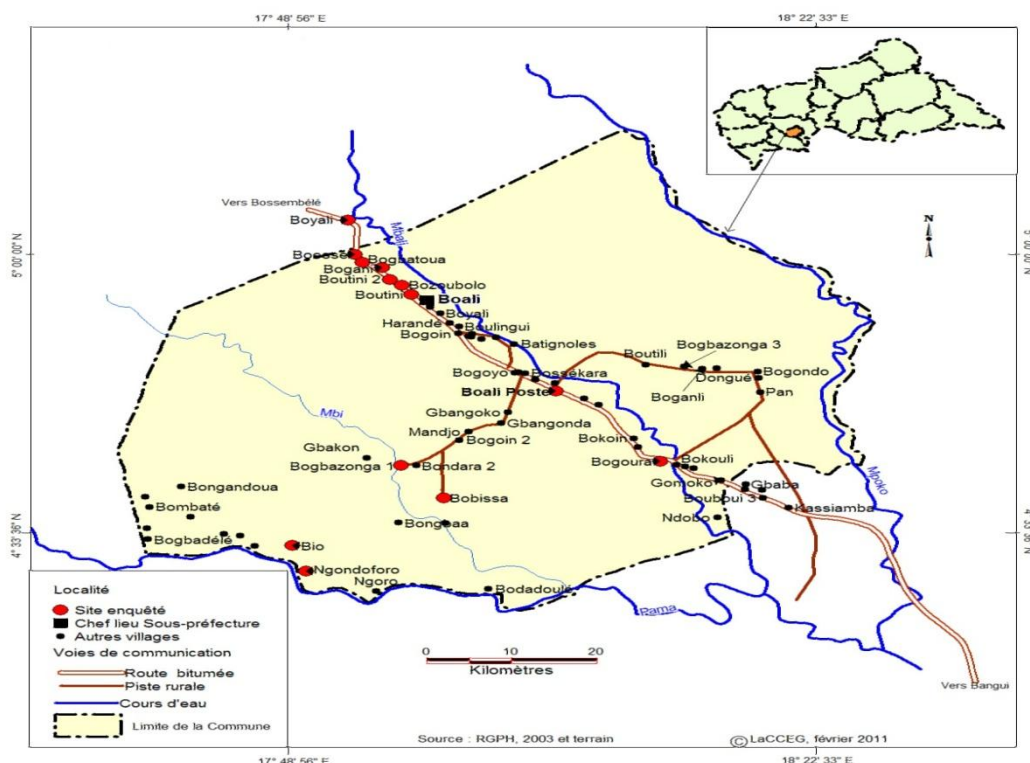 17° 48' 56" E
18° 22' 33" E
Vers Bossembélé
Boyali
Mbali
N
5° 00' 00" N
Bogbatoua
Bogani
Boutini 2
Bozoubolo
Boutini
Boali
Boyali
Harandé
Boulingui
Bogoin
Batignoles
Bogbazonga 3
Boutili
Bogoyo
Bossékara
Dongué
Bogondo
Boganli
Boali Poste
Pan
Mbi
Gbangoko
Gbangonda
Mandjo
Bogoin 2
Bokoin
Gbakon
Bogbazonga 1
Bondara 2
Bogoura
Bokouli
Mpoko
Gomoko
Gbaba
Bongandoua
Bobissa
Bouboui 3
Kassiamba
Bombaté
Ndobo
4° 33' 36" N
Bogbadélé
Bio
Ngondoforo
Ngoro
Bodadoulé
Pama
Localité
Site enquêté
Chef lieu Sous-préfecture
Autres villages
Voies de communication
Route bitumée
Piste rurale
Cours d'eau
Limite de la Commune
0 10 20
Kilomètres
Vers Bangui
Source : RGPH, 2003 et terrain
© LaCCEG, février 2011
17° 48' 56" E
18° 22' 33" E